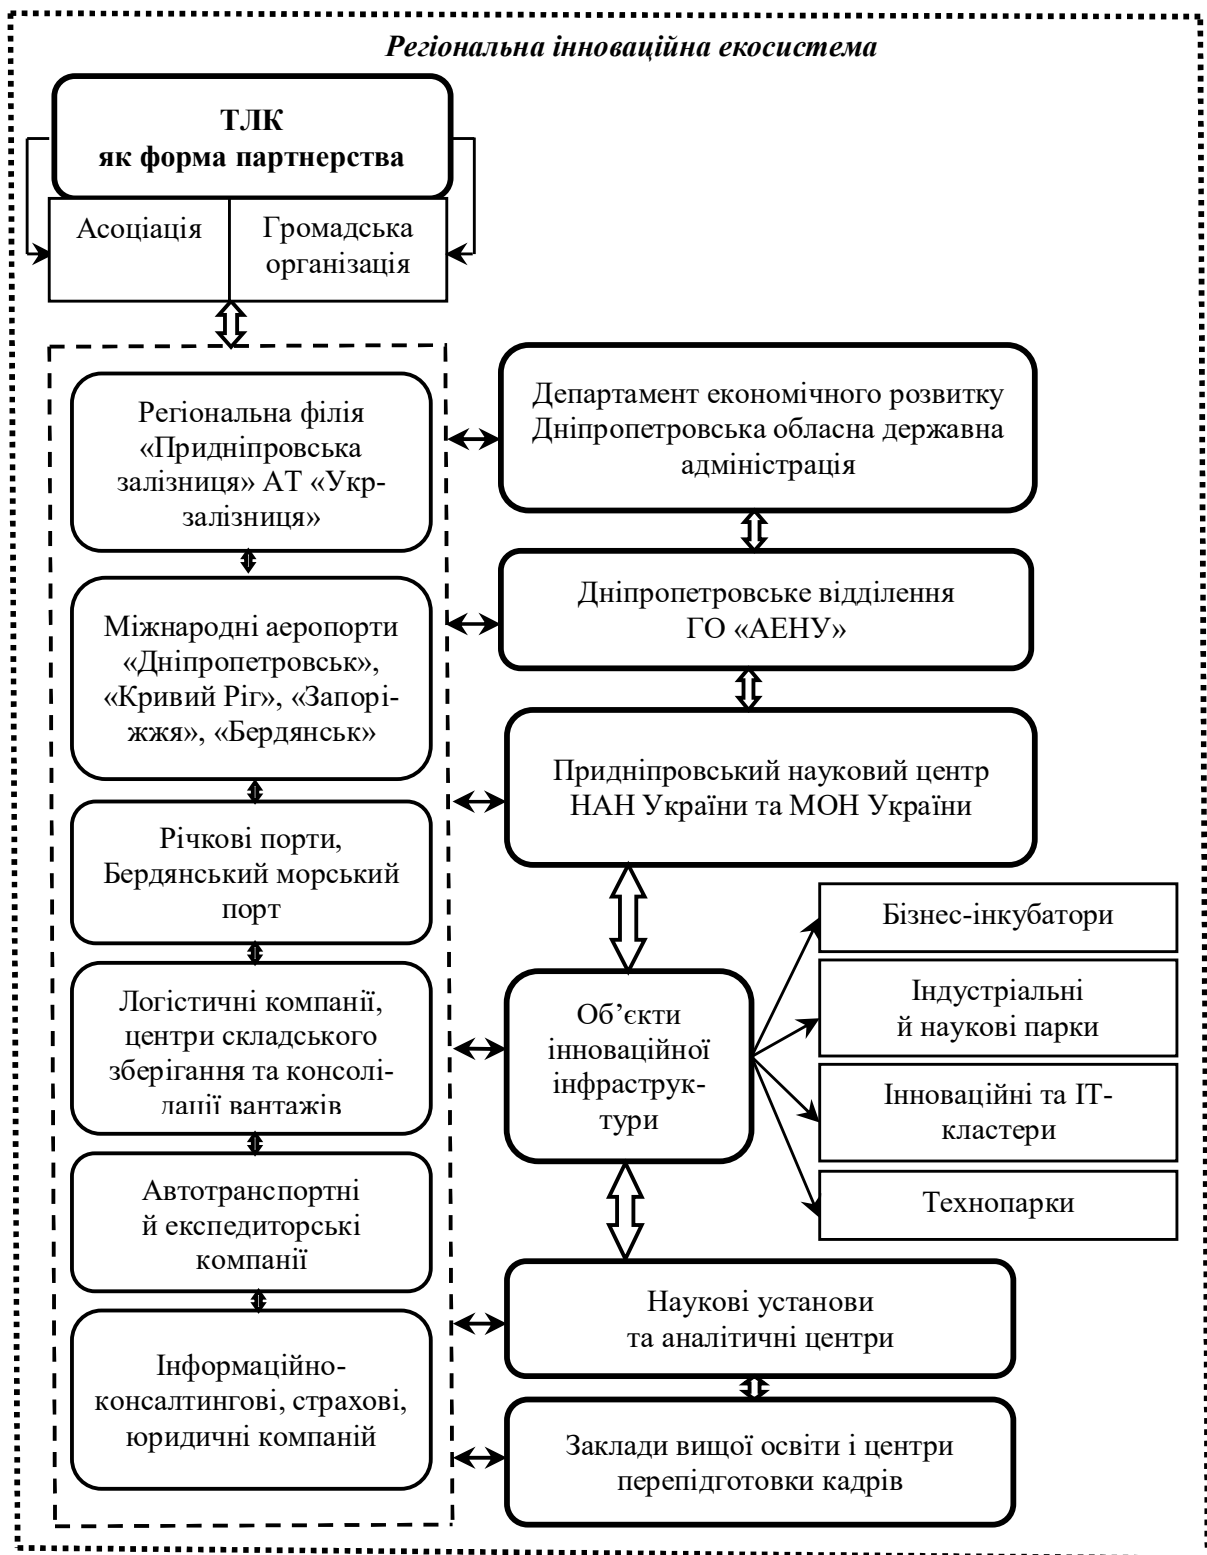 Регіональна інноваційна екосистема
ТЛК
як форма партнерства
Асоціація
Громадська
організація
Регіональна філія
«Придніпровська
залізниця» АТ «Укр-
залізниця»
Міжнародні аеропорти
«Дніпропетровськ»,
«Кривий Ріг», «Запорі-
жжя», «Бердянськ»
Річкові порти,
Бердянський морський
порт
Логістичні компанії,
центри складського
зберігання та консолі-
дації вантажів
Автотранспортні
й експедиторські
компанії
Інформаційно-
консалтингові, страхові,
юридичні компаній
Департамент економічного розвитку
Дніпропетровська обласна державна
адміністрація
Дніпропетровське відділення
ГО «АЕНУ»
Придніпровський науковий центр
НАН України та МОН України
Об’єкти
інноваційної
інфраструк-
тури
Бізнес-інкубатори
Індустріальні
й наукові парки
Інноваційні та ІТ-
кластери
Технопарки
Наукові установи
та аналітичні центри
Заклади вищої освіти і центри
перепідготовки кадрів